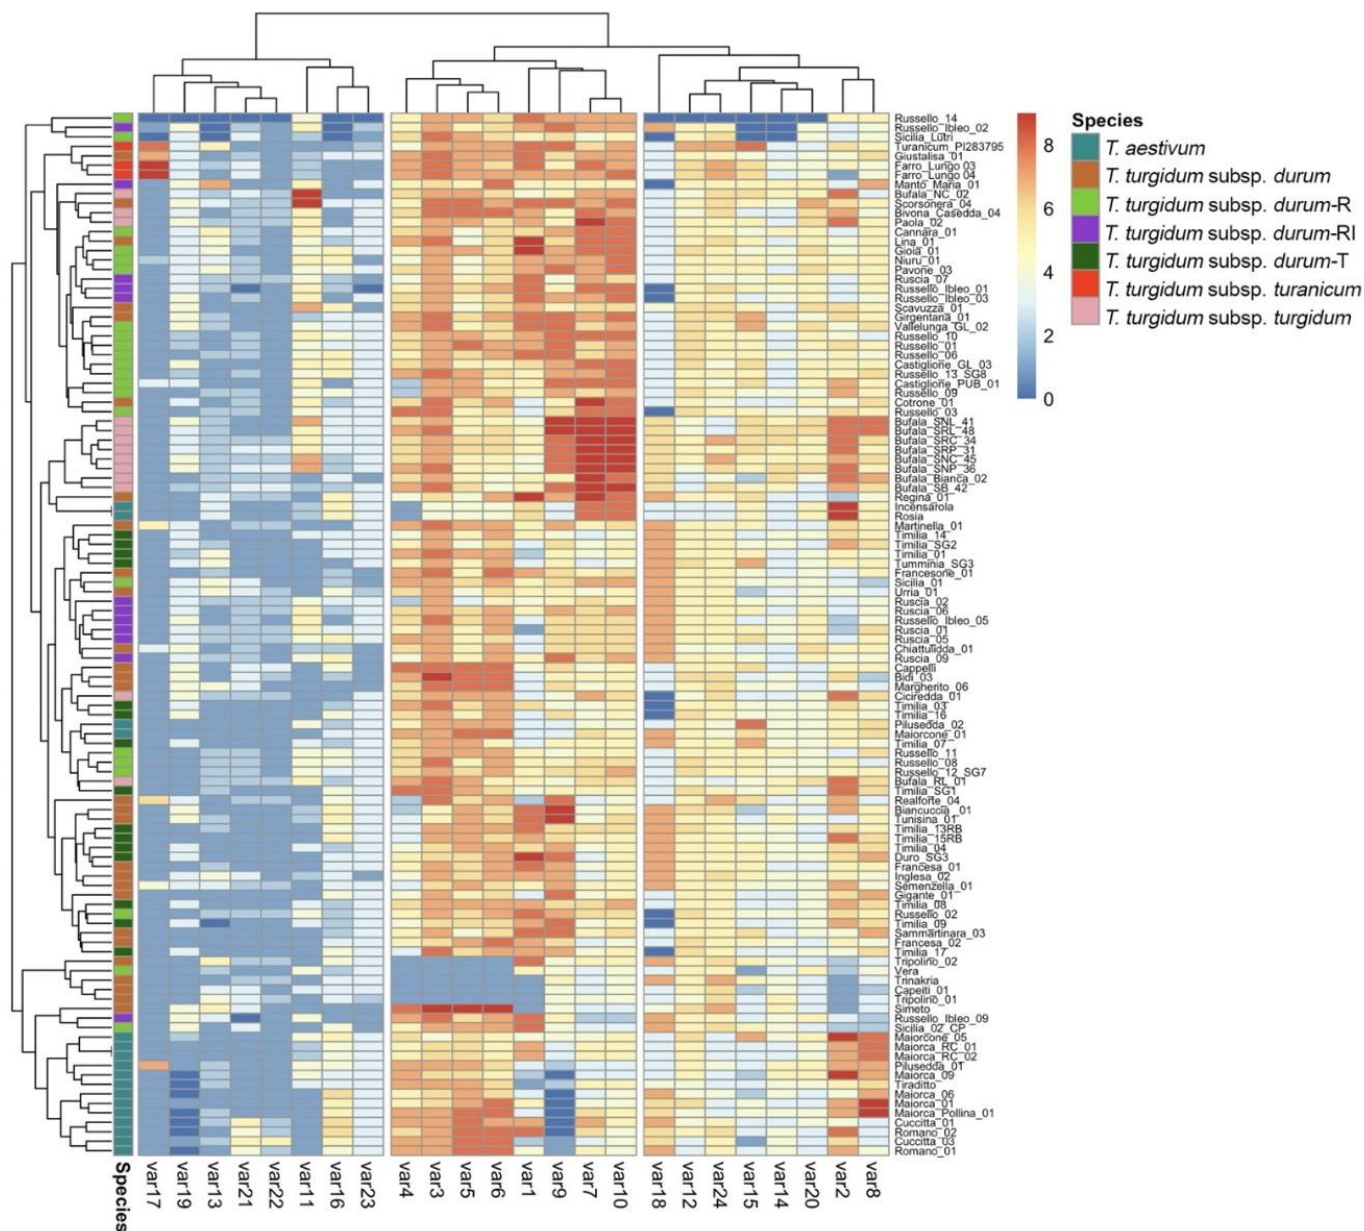 Russello_14
Russello_Ibleo_02
Sicilia_Lutri
Turanicum_PI283795
Giustalisa_01
Farro_Lungo_03
Farro_Lungo_04
Manto_Maria_01
Bufala_NC_02
Scorsonera_04
Bivona_Casedda_04
Paola_02
Cannara_01
Lina_01
Gioia_01
Niuru_01
Pavone_03
Ruscia_07
Russello_Ibleo_01
Russello_Ibleo_03
Scavuzza_01
Girgentana_01
Vallelunga_GL_02
Russello_10
Russello_01
Russello_06
Castiglione_GL_03
Russello_13_SG8
Castiglione_PUB_01
Russello_09
Cotrone_01
Russello_03
Bufala_SNL_41
Bufala_SRL_48
Bufala_SRC_34
Bufala_SRP_31
Bufala_SNC_45
Bufala_SNP_36
Bufala_Bianca_02
Bufala_SB_42
Regina_01
Incensarola
Rosia
Martinella_01
Timilia_14
Timilia_SG2
Timilia_01
Tumminia_SG3
Francesone_01
Sicilia_01
Urria_01
Ruscia_02
Ruscia_06
Russello_Ibleo_05
Ruscia_01
Ruscia_05
Chiattulidda_01
Ruscia_09
Cappelli
Bidi_03
Margherito_06
Ciciredda_01
Timilia_03
Timilia_16
Pilusedda_02
Maiorcone_01
Timilia_07
Russello_11
Russello_08
Russello_12_SG7
Bufala_RL_01
Timilia_SG1
Realforte_04
Biancuccia_01
Tunisina_01
Timilia_13RB
Timilia_15RB
Timilia_04
Duro_SG3
Francesa_01
Inglesa_02
Semenzella_01
Gigante_01
Timilia_08
Russello_02
Timilia_09
Sammartinara_03
Francesa_02
Timilia_17
Tripolino_02
Vera
Trinakria
Capeiti_01
Tripolino_01
Simeto
Russello_Ibleo_09
Sicilia_02_CP
Maiorcone_05
Maiorca_RC_01
Maiorca_RC_02
Pilusedda_01
Maiorca_09
Tiraditto
Maiorca_06
Maiorca_01
Maiorca_Pollina_01
Cuccitta_01
Romano_02
Cuccitta_03
Romano_01
8
6
4
2
0
Species
T. aestivum
T. turgidum subsp. durum
T. turgidum subsp. durum-R
T. turgidum subsp. durum-RI
T. turgidum subsp. durum-T
T. turgidum subsp. turanicum
T. turgidum subsp. turgidum
Species
var17
var19
var13
var21
var22
var11
var16
var23
var4
var3
var5
var6
var1
var9
var7
var10
var18
var12
var24
var15
var14
var20
var2
var8